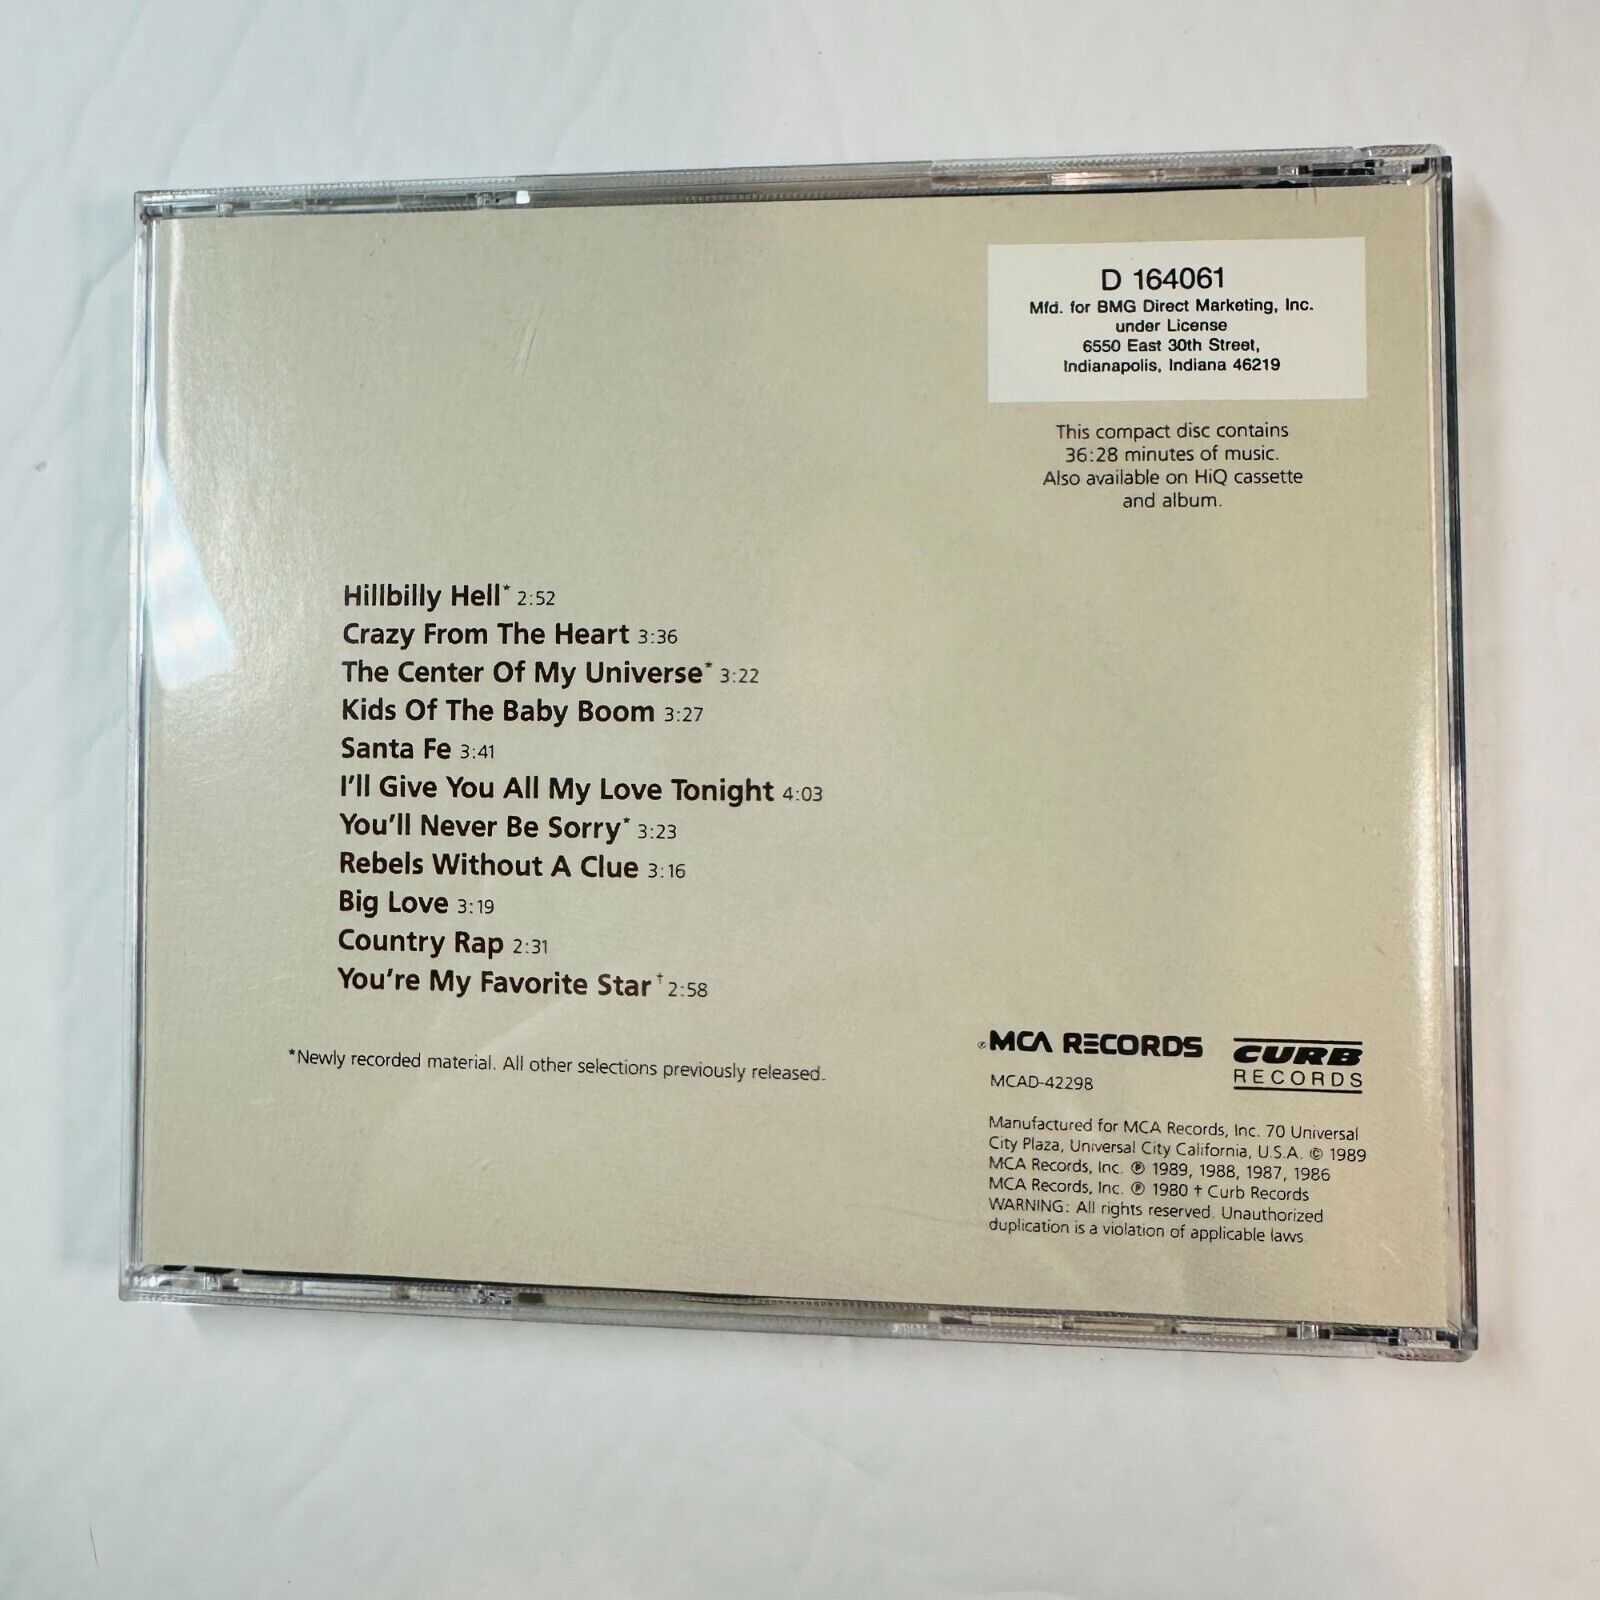 D 164061
Mfd. for BMG Direct Marketing, Inc.
under License
6550 East 30th Street,
Indianapolis, Indiana 46219
This compact disc contains
36:28 minutes of music.
Also available on HiQ cassette
and album.
Hillbilly Hell* 2:52
Crazy From The Heart 3:36
The Center Of My Universe* 3:22
Kids Of The Baby Boom 3:27
Santa Fe 3:41
I'll Give You All My Love Tonight 4:03
You'll Never Be Sorry* 3:23
Rebels Without A Clue 3:16
Big Love 3:19
Country Rap 2:31
You're My Favorite Star† 2:58
*Newly recorded material. All other selections previously released.
MCA RECORDS
CURB
RECORDS
MCAD-42298
Manufactured for MCA Records, Inc. 70 Universal
City Plaza, Universal City California, U.S.A. © 1989
MCA Records, Inc. ℗ 1989, 1988, 1987, 1986
MCA Records, Inc. ℗ 1980 † Curb Records
WARNING: All rights reserved. Unauthorized
duplication is a violation of applicable laws